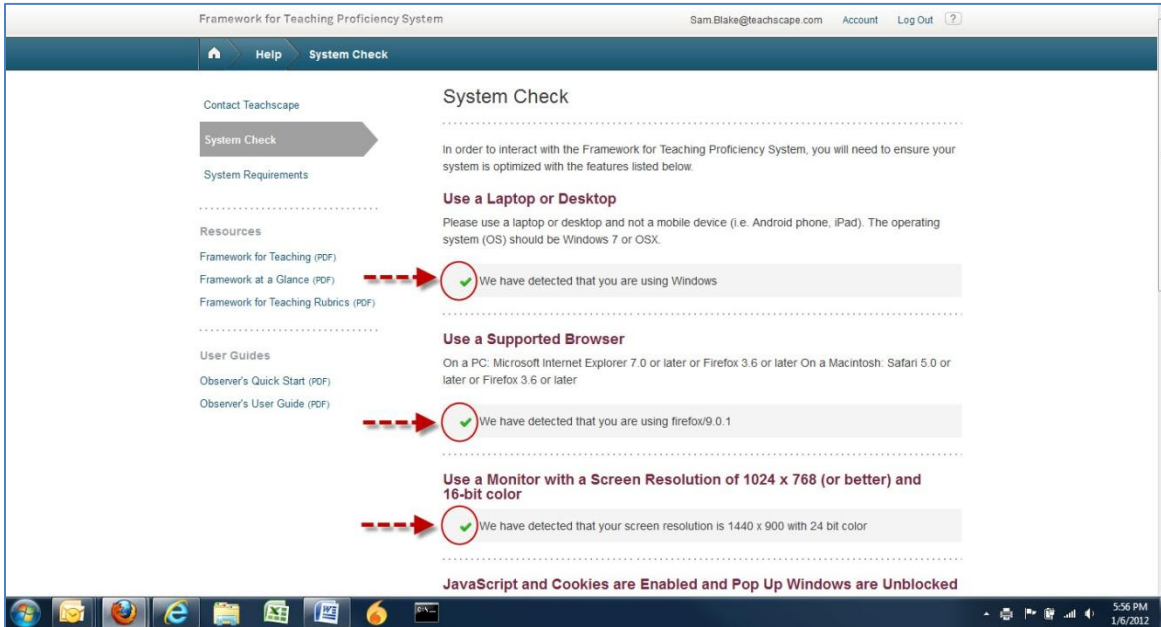 Framework for Teaching Proficiency System
Sam.Blake@teachscape.com Account Log Out ?
Help System Check
Contact Teachscape
System Check
System Requirements
Resources
Framework for Teaching (PDF)
Framework at a Glance (PDF)
Framework for Teaching Rubrics (PDF)
User Guides
Observer's Quick Start (PDF)
Observer's User Guide (PDF)
System Check
In order to interact with the Framework for Teaching Proficiency System, you will need to ensure your
system is optimized with the features listed below.
Use a Laptop or Desktop
Please use a laptop or desktop and not a mobile device (i.e. Android phone, iPad). The operating
system (OS) should be Windows 7 or OSX.
We have detected that you are using Windows
Use a Supported Browser
On a PC: Microsoft Internet Explorer 7.0 or later or Firefox 3.6 or later On a Macintosh: Safari 5.0 or
later or Firefox 3.6 or later
We have detected that you are using firefox/9.0.1
Use a Monitor with a Screen Resolution of 1024 x 768 (or better) and
16-bit color
We have detected that your screen resolution is 1440 x 900 with 24 bit color
JavaScript and Cookies are Enabled and Pop Up Windows are Unblocked
5:56 PM
1/6/2012